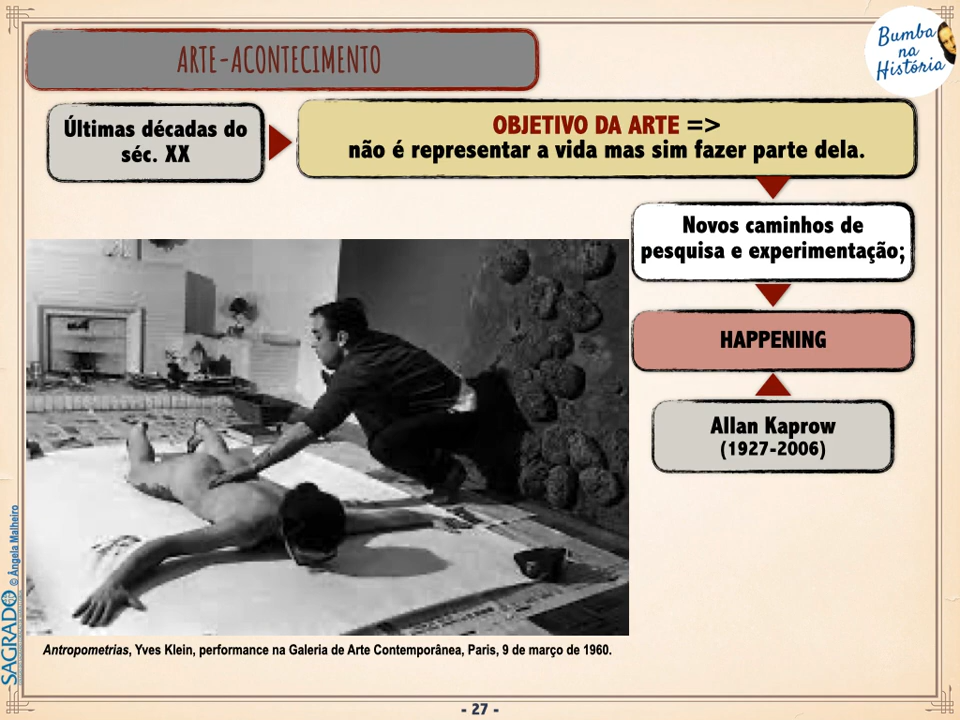 ARTE-ACONTECIMENTO
Bumba
na
História
Últimas décadas do
séc. XX
OBJETIVO DA ARTE =>
não é representar a vida mas sim fazer parte dela.
Novos caminhos de
pesquisa e experimentação;
HAPPENING
Allan Kaprow
(1927-2006)
Antropometrias, Yves Klein, performance na Galeria de Arte Contemporânea, Paris, 9 de março de 1960.
SAGRADO
© Ângela Malheiro
- 27 -